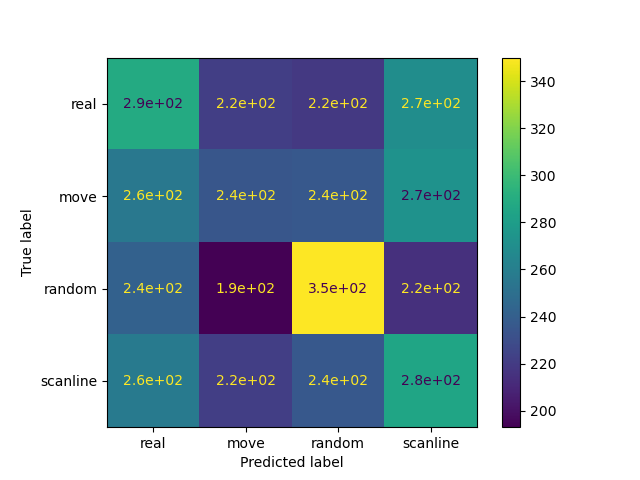 real 2.9e+02 2.2e+02 2.2e+02 2.7e+02
move 2.6e+02 2.4e+02 2.4e+02 2.7e+02
random 2.4e+02 1.9e+02 3.5e+02 2.2e+02
scanline 2.6e+02 2.2e+02 2.4e+02 2.8e+02
real move random scanline
Predicted label
True label
340
320
300
280
260
240
220
200